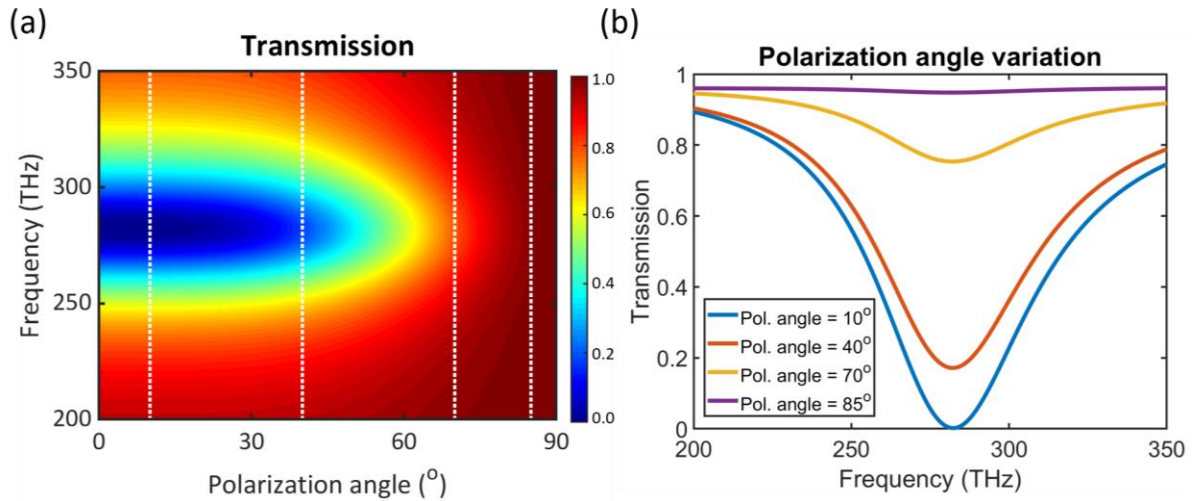 (a)
Transmission
Frequency (THz)
350
300
250
200
0
30
60
90
Polarization angle (°)
1.0
0.8
0.6
0.4
0.2
0.0
(b)
Polarization angle variation
Transmission
1
0.8
0.6
0.4
0.2
0
Pol. angle = 10°
Pol. angle = 40°
Pol. angle = 70°
Pol. angle = 85°
200
250
300
350
Frequency (THz)